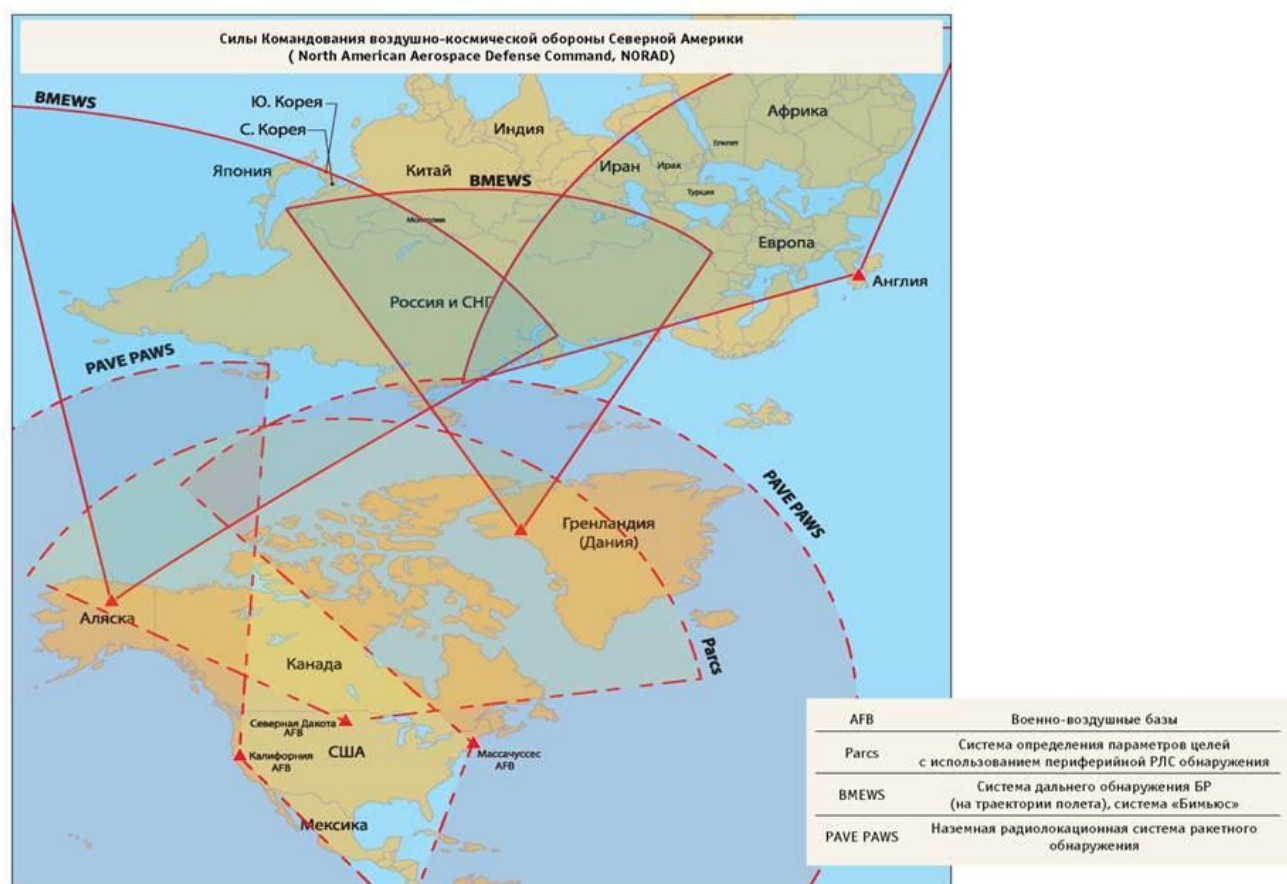 Силы Командования воздушно-космической обороны Северной Америки
( North American Aerospace Defense Command, NORAD)
BMEWS
Ю. Корея
С. Корея
Япония
Китай
Индия
Африка
Египет
Иран
Ирак
Турция
BMEWS
Монголия
Европа
Англия
Россия и СНГ
PAVE PAWS
PAVE PAWS
Гренландия
(Дания)
Аляска
Parcs
Канада
Северная Дакота
AFB
США
Калифорния
AFB
Массачуссес
AFB
Мексика
AFB
Военно-воздушные базы
Parcs
Система определения параметров целей
с использованием периферийной РЛС обнаружения
BMEWS
Система дальнего обнаружения БР
(на траектории полета), система «Бимьюс»
PAVE PAWS
Наземная радиолокационная система ракетного
обнаружения